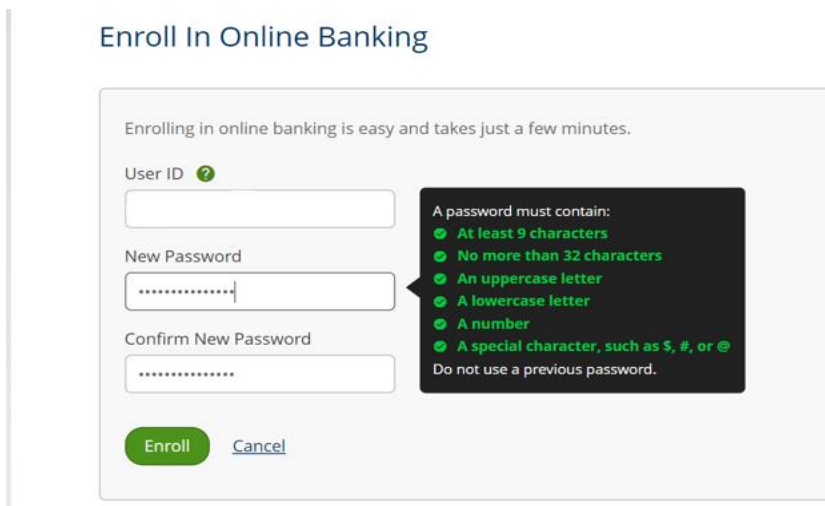 Enroll In Online Banking
Enrolling in online banking is easy and takes just a few minutes.
User ID ?
A password must contain:
At least 9 characters
No more than 32 characters
An uppercase letter
A lowercase letter
A number
A special character, such as $, #, or @
Do not use a previous password.
New Password
•••••••••••••••
Confirm New Password
•••••••••••••••
Enroll Cancel